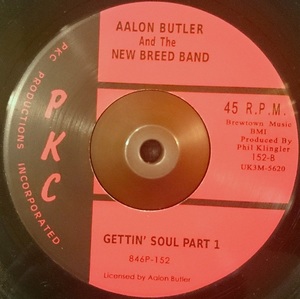 AALON BUTLER
And The
NEW BREED BAND
PKC
PKC PRODUCTIONS INCORPORATED
45 R.P.M.
Brewtown Music
BMI
Produced By
Phil Klingler
152-B
UK3M-5620
GETTIN' SOUL PART 1
846P-152
Licensed by Aalon Butler